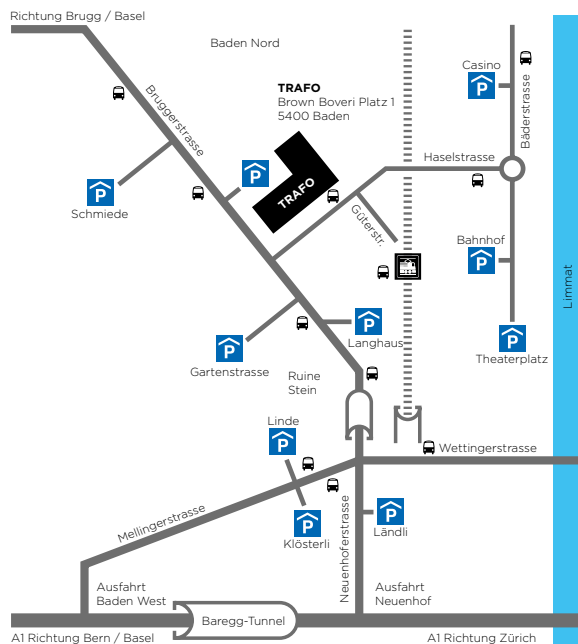 Richtung Brugg / Basel
Baden Nord
Casino
P
TRAFO
Brown Boveri Platz 1
5400 Baden
Bruggerstrasse
Bäderstrasse
Haselstrasse
P
TRAFO
P
Schmiede
Güterstr.
Bahnhof
P
Limmat
P
Langhaus
P
Gartenstrasse
P
Theaterplatz
Ruine
Stein
Linde
P
Wettingerstrasse
Mellingerstrasse
P
Klösterli
Neuenhoferstrasse
P
Ländli
Ausfahrt
Baden West
Ausfahrt
Neuenhof
Baregg-Tunnel
A1 Richtung Bern / Basel
A1 Richtung Zürich